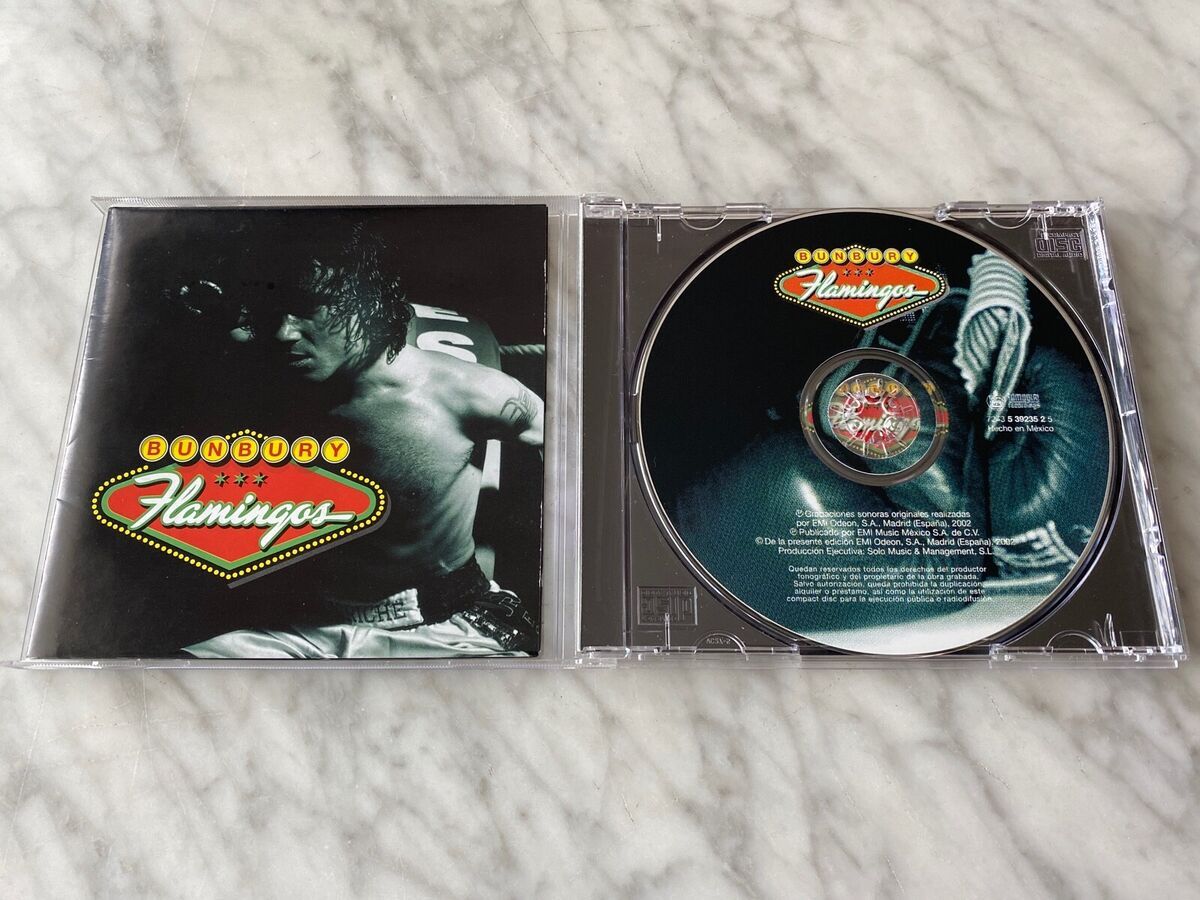 BUNBURY
Flamingos
E
S
ICHE
BUNBURY
Flamingos
COMPACT
DISC
DIGITAL AUDIO
5 39235 2 5
Hecho en México
℗ Grabaciones sonoras originales realizadas
por EMI Odeon, S.A., Madrid (España), 2002
℗ Publicado por EMI Music México S.A. de C.V.
© De la presente edición EMI Odeon, S.A., Madrid (España), 2002
Producción Ejecutiva: Solo Music & Management, S.L.
Quedan reservados todos los derechos del productor
fonográfico y del propietario de la obra grabada.
Salvo autorización, queda prohibida la duplicación,
alquiler o préstamo, así como la utilización de este
compact disc para la ejecución pública o radiodifusión